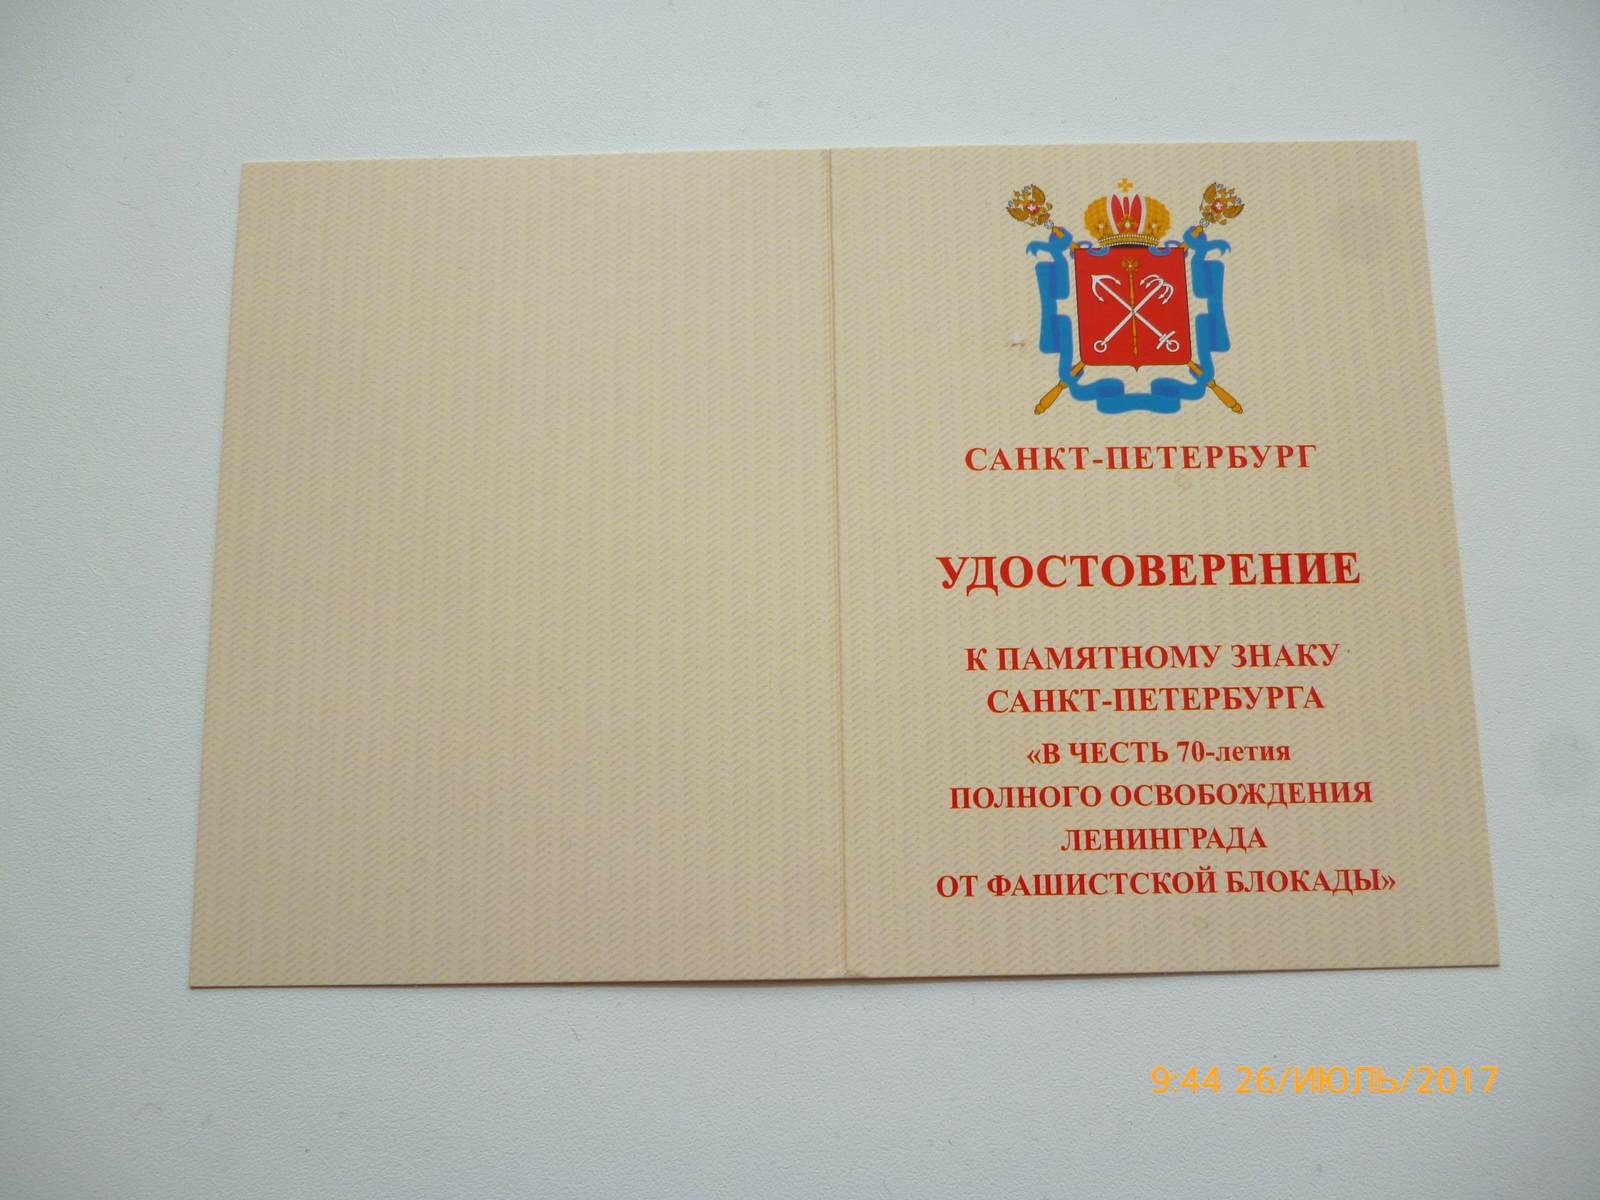 САНКТ-ПЕТЕРБУРГ
УДОСТОВЕРЕНИЕ
К ПАМЯТНОМУ ЗНАКУ
САНКТ-ПЕТЕРБУРГА
«В ЧЕСТЬ 70-летия
ПОЛНОГО ОСВОБОЖДЕНИЯ
ЛЕНИНГРАДА
ОТ ФАШИСТСКОЙ БЛОКАДЫ»
9:44 26/ИЮЛЬ/2017